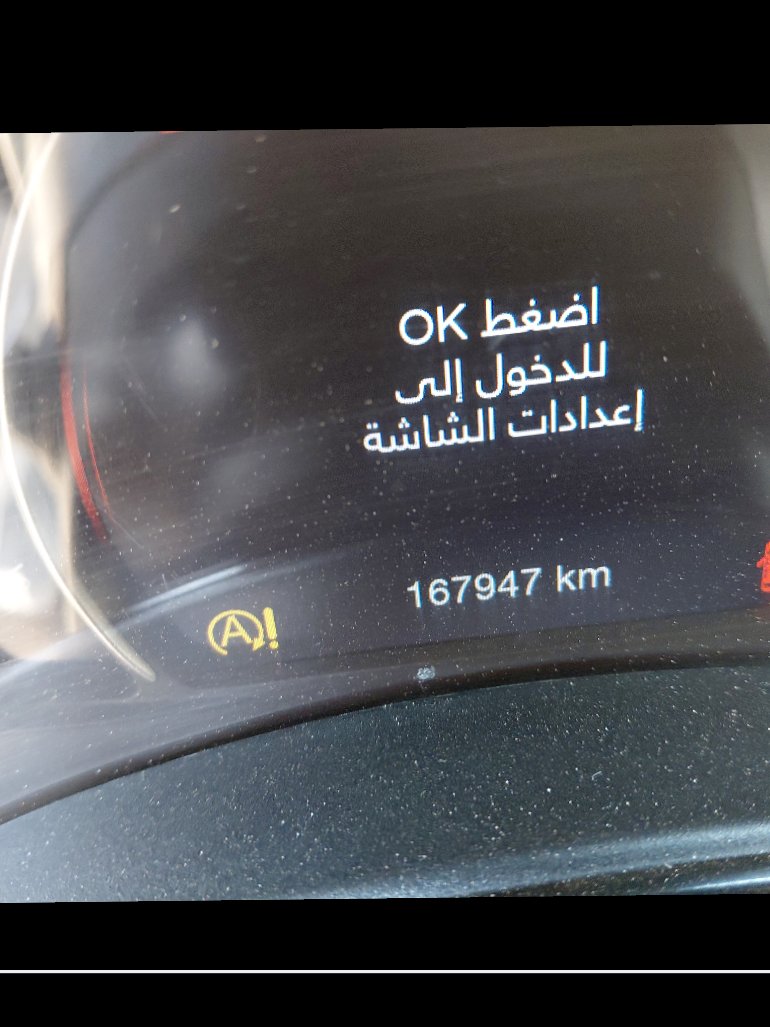 اضغط OK
للدخول إلى
إعدادات الشاشة
167947 km
A!